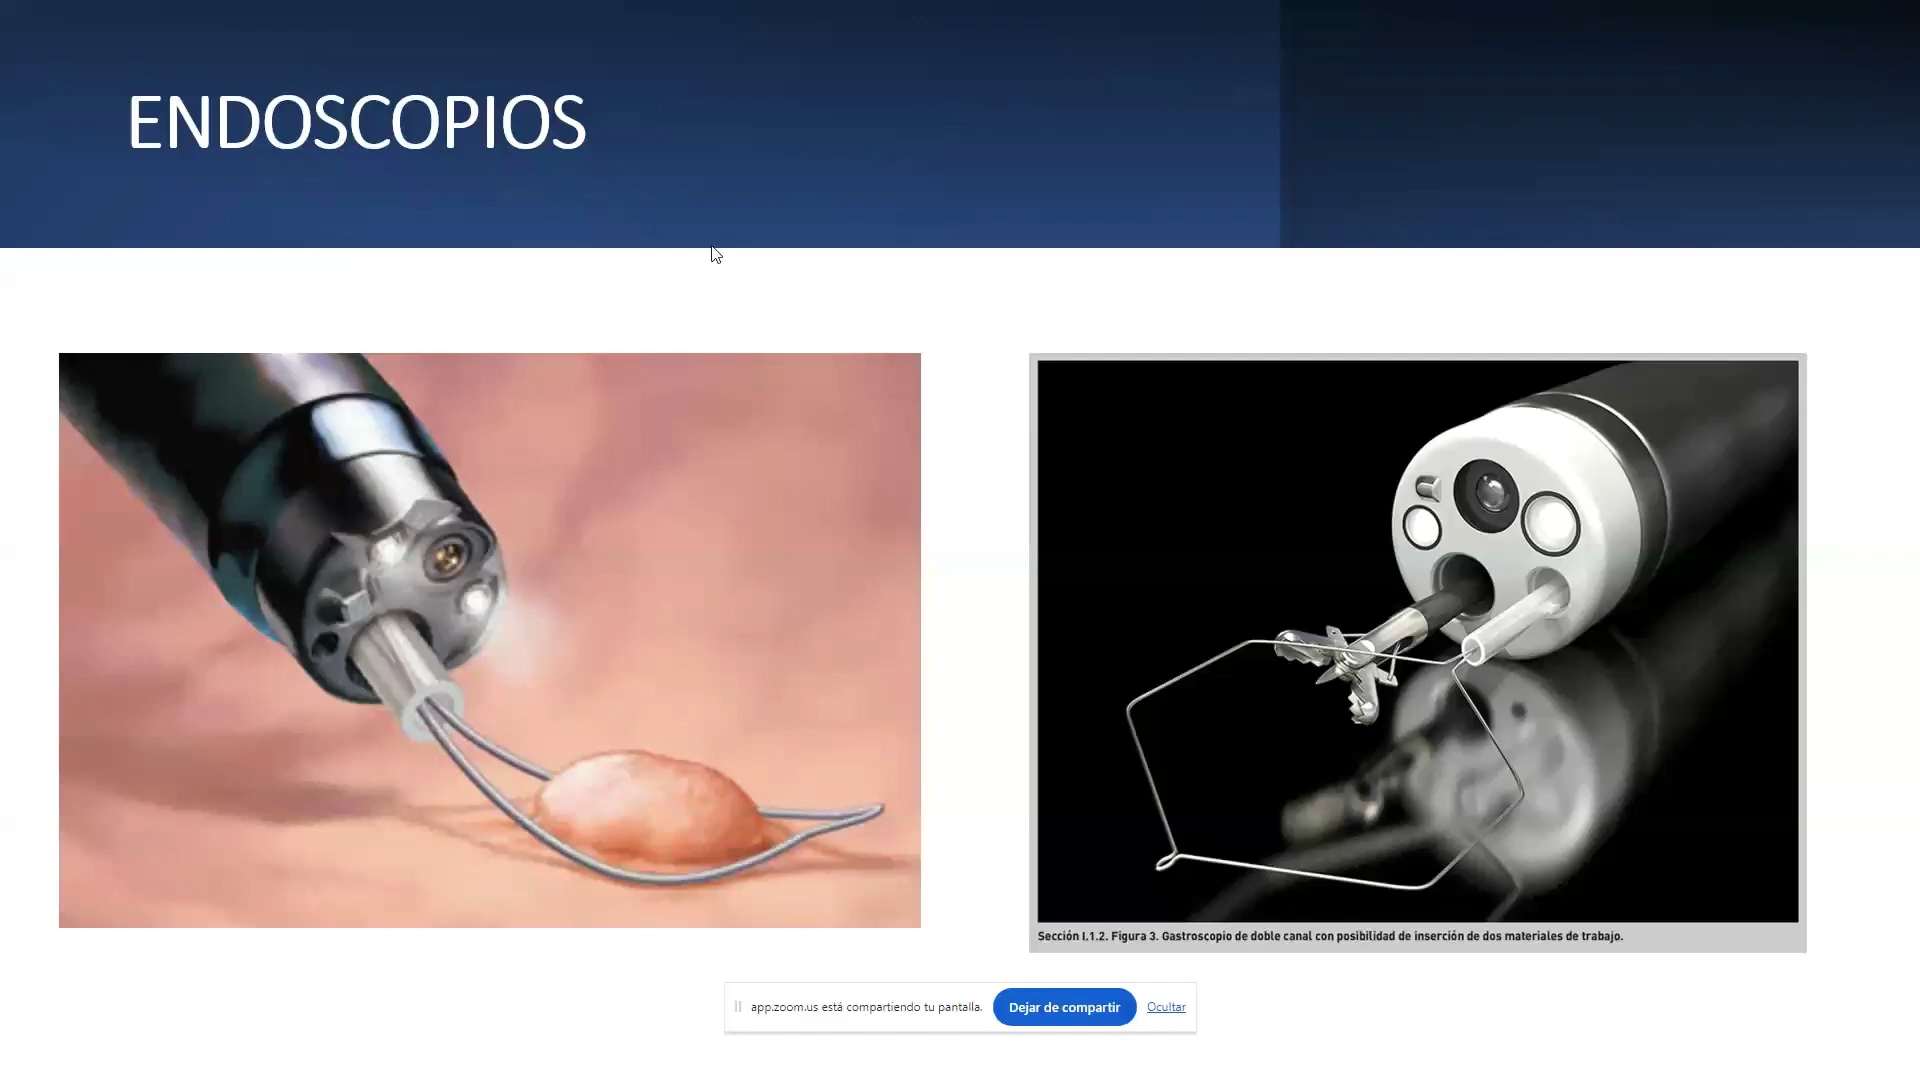 ENDOSCOPIOS
Sección I.1.2. Figura 3. Gastroscopio de doble canal con posibilidad de inserción de dos materiales de trabajo.
app.zoom.us está compartiendo tu pantalla. Dejar de compartir Ocultar